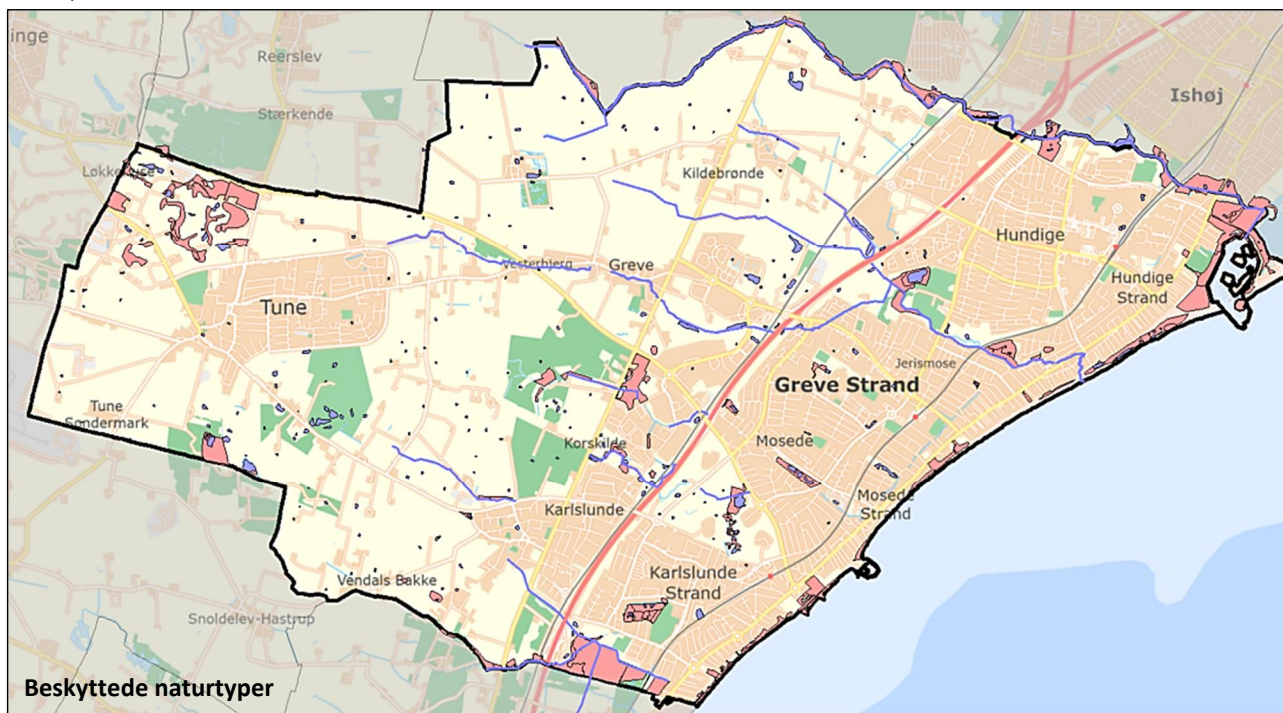 inge
Reerslev
Stærkende
Ishøj
Kildebrønde
Hundige
Vesterbjerg
Greve
Hundige
Strand
Tune
Jerismose
Greve Strand
Tune
Søndermark
Korskilde
Mosede
Mosede
Strand
Karlslunde
Karlslunde
Strand
Vendals Bakke
Snoldelev-Hastrup
Beskyttede naturtyper